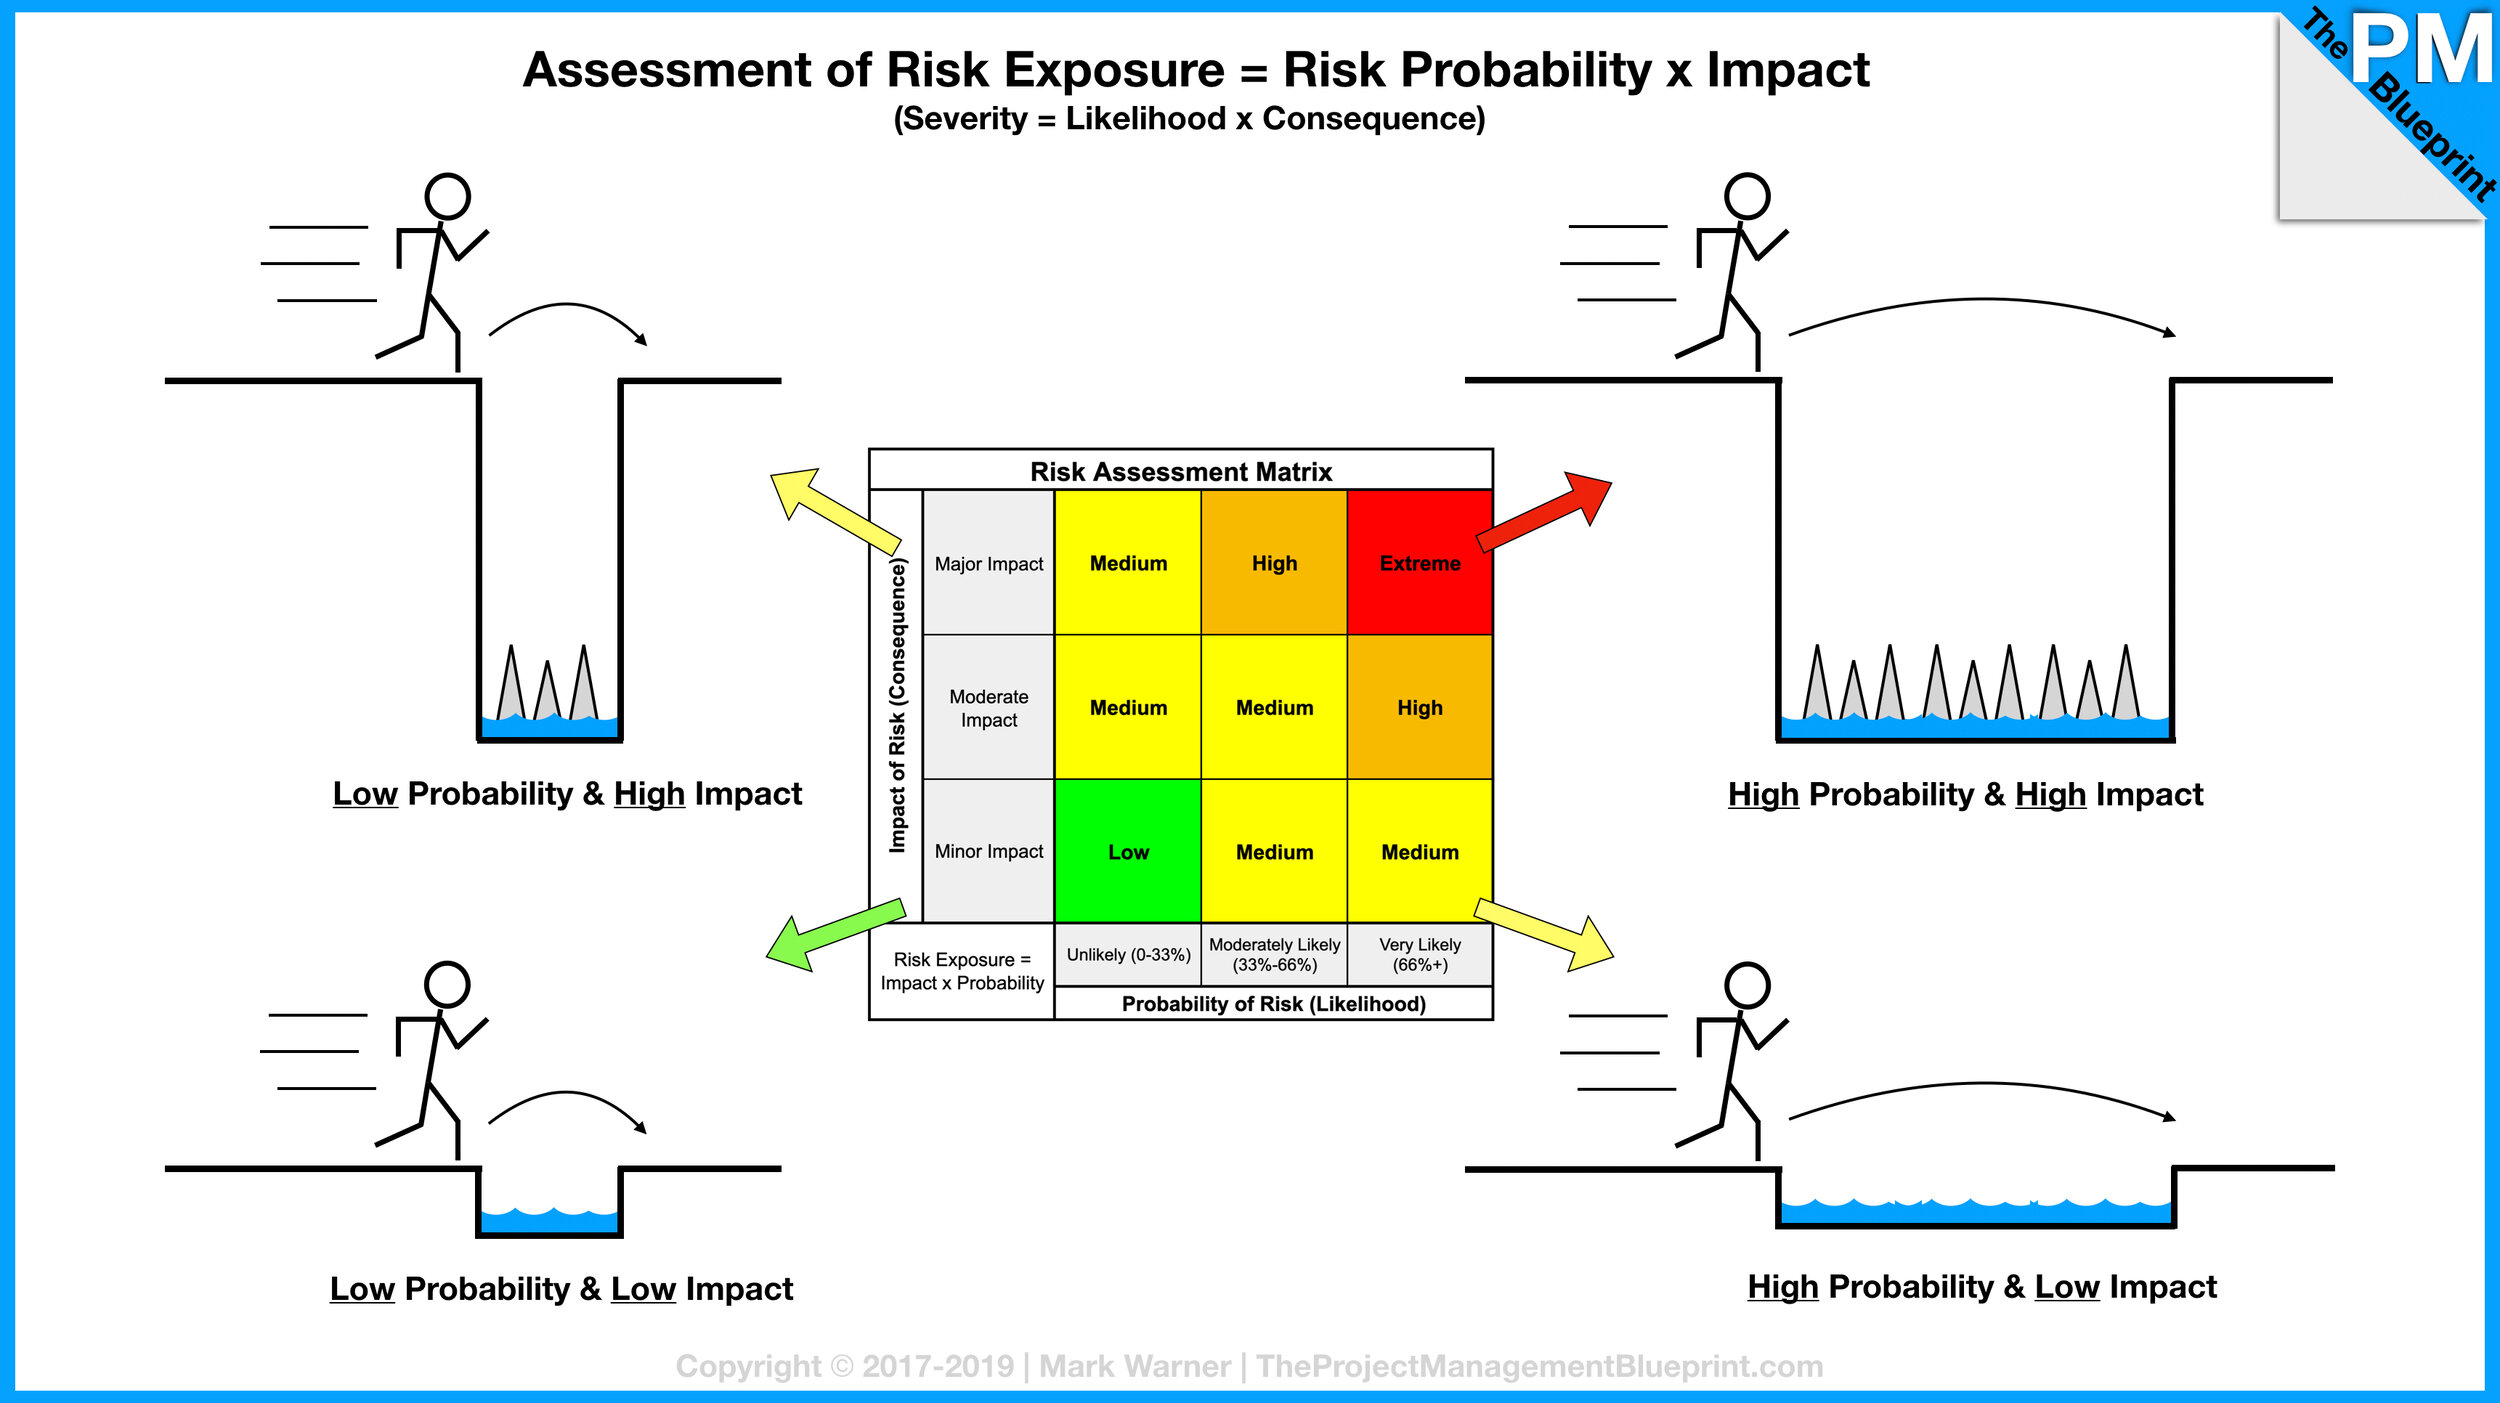 Assessment of Risk Exposure = Risk Probability x Impact
(Severity = Likelihood x Consequence)
The
PM
Blueprint
Risk Assessment Matrix
Impact of Risk (Consequence)
Major Impact
Medium
High
Extreme
Moderate
Impact
Medium
Medium
High
Minor Impact
Low
Medium
Medium
Risk Exposure =
Impact x Probability
Unlikely (0-33%)
Moderately Likely
(33%-66%)
Very Likely
(66%+)
Probability of Risk (Likelihood)
Low Probability & High Impact
High Probability & High Impact
Low Probability & Low Impact
High Probability & Low Impact
Copyright © 2017-2019 | Mark Warner | TheProjectManagementBlueprint.com